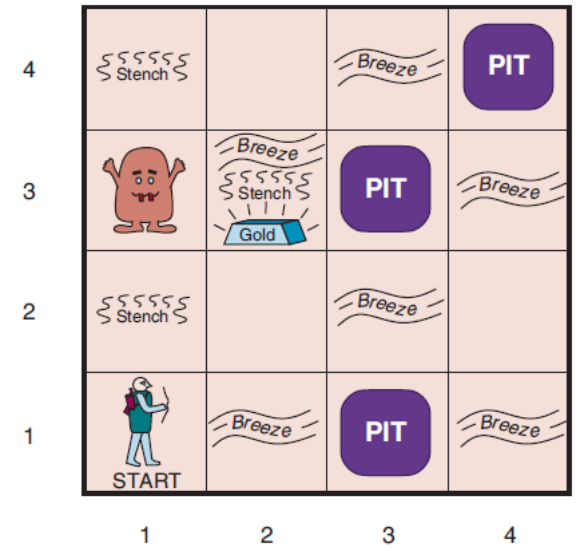 4
Stench
Breeze
PIT
3
Breeze
Stench
Gold
PIT
Breeze
2
Stench
Breeze
1
START
Breeze
PIT
Breeze
1 2 3 4